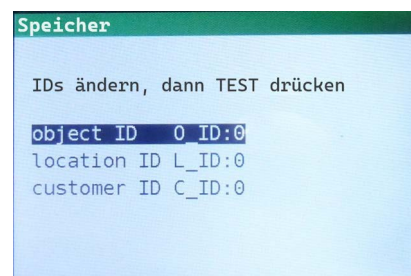 Speicher
IDs ändern, dann TEST drücken
object ID O_ID:0
location ID L_ID:0
customer ID C_ID:0